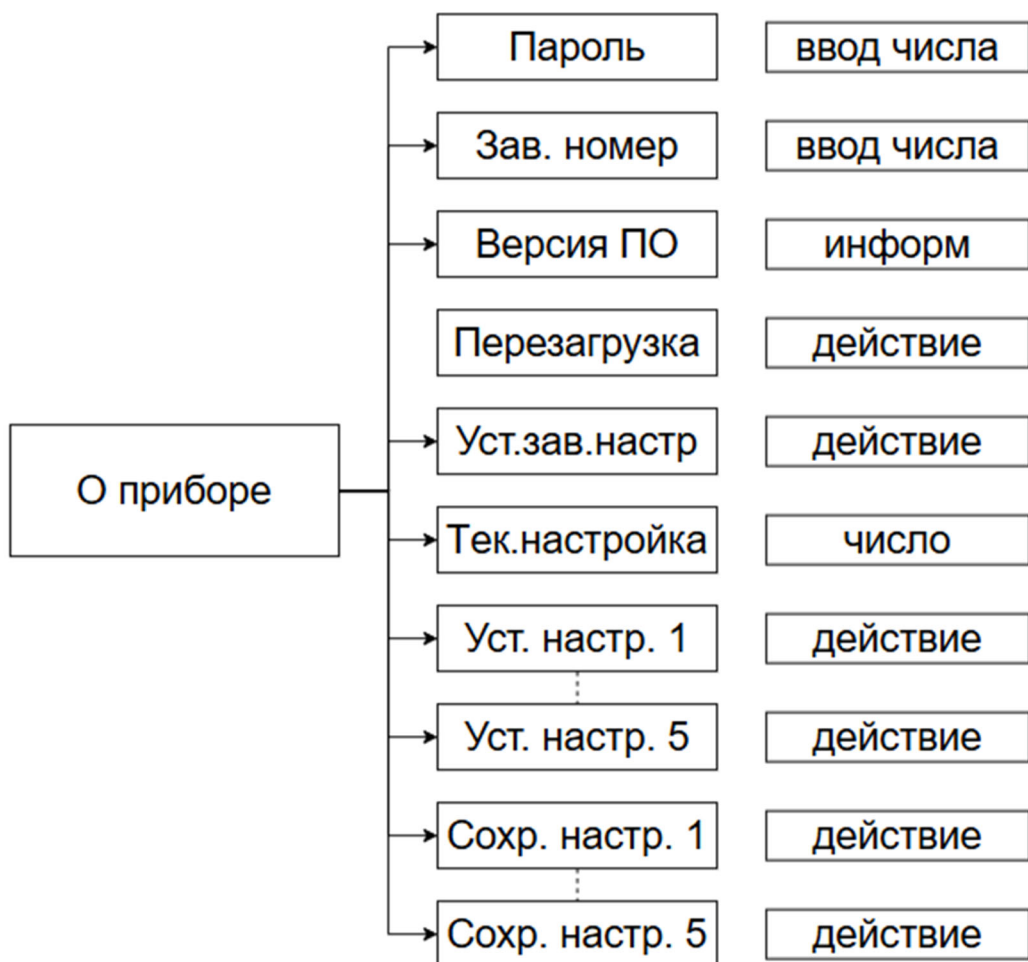 Пароль ввод числа
Зав. номер ввод числа
Версия ПО информ
Перезагрузка действие
Уст.зав.настр действие
О приборе
Тек.настройка число
Уст. настр. 1 действие
Уст. настр. 5 действие
Сохр. настр. 1 действие
Сохр. настр. 5 действие